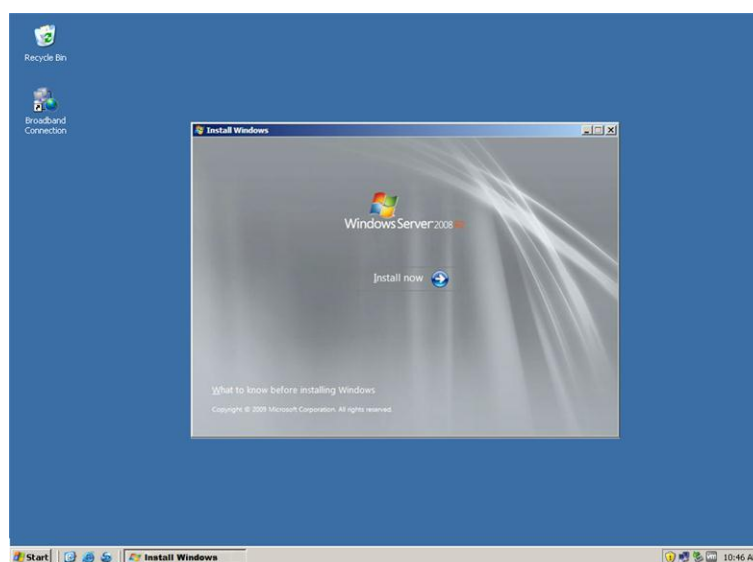 Recycle Bin
Broadband
Connection
Install Windows
Windows Server 2008 R2
Install now
What to know before installing Windows
Copyright © 2009 Microsoft Corporation. All rights reserved.
Start
Install Windows
10:46 A